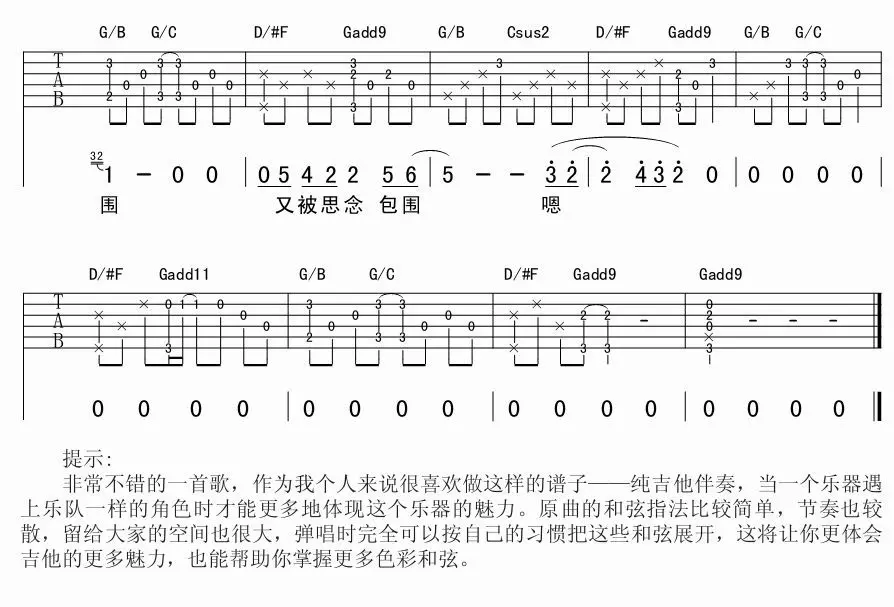 G/B G/C D/#F Gadd9 G/B Csus2 D/#F Gadd9 G/B G/C
T
A
B
32
1 - 0 0 | 0 5 4 2 2 5 6 | 5 - - 3 2 | 2 4 3 2 0 | 0 0 0 0
围 又被思念 包围 嗯
D/#F Gadd11 G/B G/C D/#F Gadd9 Gadd9
T
A
B
0 0 0 0 | 0 0 0 0 | 0 0 0 0 | 0 0 0 0
提示:
非常不错的一首歌，作为我个人来说很喜欢做这样的谱子——纯吉他伴奏，当一个乐器遇
上乐队一样的角色时才能更多地体现这个乐器的魅力。原曲的和弦指法比较简单，节奏也较
散，留给大家的空间也很大，弹唱时完全可以按自己的习惯把这些和弦展开，这将让你更体会
吉他的更多魅力，也能帮助你掌握更多色彩和弦。